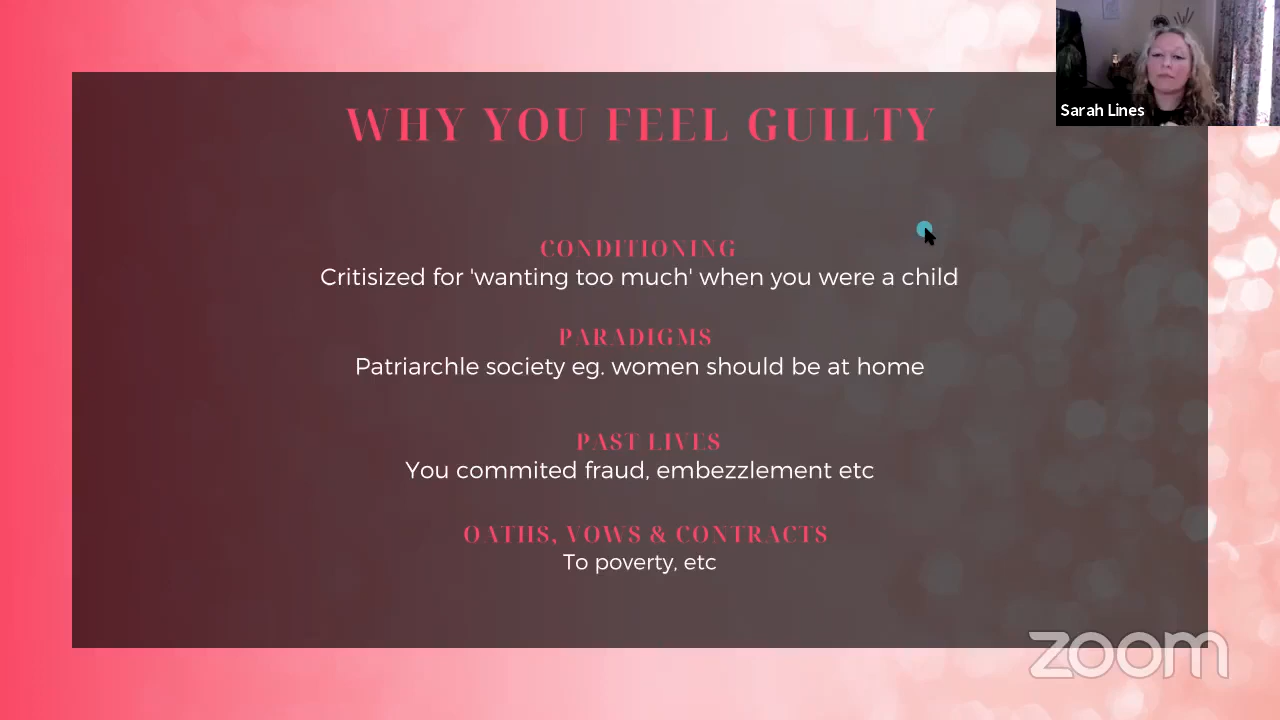 WHY YOU FEEL GUILTY
Sarah Lines
CONDITIONING
Critisized for 'wanting too much' when you were a child
PARADIGMS
Patriarchle society eg. women should be at home
PAST LIVES
You commited fraud, embezzlement etc
OATHS, VOWS & CONTRACTS
To poverty, etc
zoom